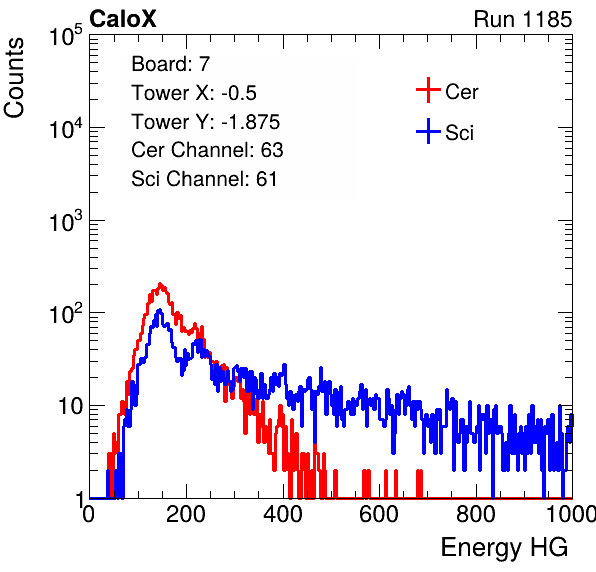 CaloX Run 1185
Counts
Board: 7
Tower X: -0.5
Tower Y: -1.875
Cer Channel: 63
Sci Channel: 61
Cer
Sci
10^5
10^4
10^3
10^2
10
1
0 200 400 600 800 1000
Energy HG